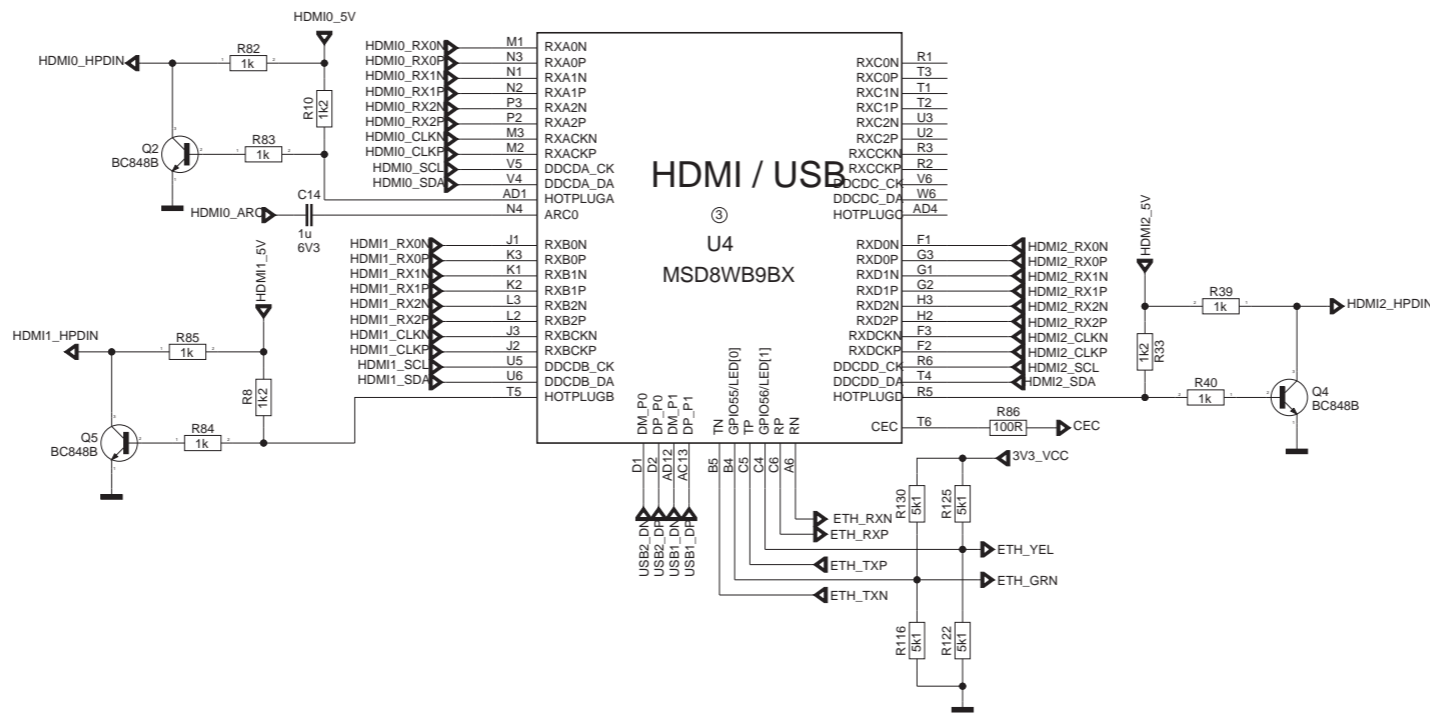 HDMI0_5V
HDMI0_HPDIN
R82
1k
R10
1k2
R83
1k
Q2
BC848B
HDMI0_RX0N M1 RXA0N
HDMI0_RX0P N3 RXA0P
HDMI0_RX1N N1 RXA1N
HDMI0_RX1P N2 RXA1P
HDMI0_RX2N P3 RXA2N
HDMI0_RX2P P2 RXA2P
HDMI0_CLKN M3 RXACKN
HDMI0_CLKP M2 RXACKP
HDMI0_SCL V5 DDCDA_CK
HDMI0_SDA V4 DDCDA_DA
AD1 HOTPLUGA
HDMI0_ARC N4 ARC0
C14
1u
6V3
HDMI1_RX0N J1 RXB0N
HDMI1_RX0P K3 RXB0P
HDMI1_RX1N K1 RXB1N
HDMI1_RX1P K2 RXB1P
HDMI1_RX2N L3 RXB2N
HDMI1_RX2P L2 RXB2P
HDMI1_CLKN J3 RXBCKN
HDMI1_CLKP J2 RXBCKP
HDMI1_SCL U5 DDCDB_CK
HDMI1_SDA U6 DDCDB_DA
T5 HOTPLUGB
HDMI1_5V
HDMI1_HPDIN
R85
1k
R8
1k2
R84
1k
Q5
BC848B
HDMI / USB
3
U4
MSD8WB9BX
RXC0N R1
RXC0P T3
RXC1N T1
RXC1P T2
RXC2N U3
RXC2P U2
RXCCKN R3
RXCCKP R2
DDCDC_CK V6
DDCDC_DA W6
HOTPLUGC AD4
RXD0N F1 HDMI2_RX0N
RXD0P G3 HDMI2_RX0P
RXD1N G1 HDMI2_RX1N
RXD1P G2 HDMI2_RX1P
RXD2N H3 HDMI2_RX2N
RXD2P H2 HDMI2_RX2P
RXDCKN F3 HDMI2_CLKN
RXDCKP F2 HDMI2_CLKP
DDCDD_CK R6 HDMI2_SCL
DDCDD_DA T4 HDMI2_SDA
HOTPLUGD R5
CEC T6
R86
100R
CEC
HDMI2_5V
R39
1k
HDMI2_HPDIN
R33
1k2
R40
1k
Q4
BC848B
DM_P0 D1 USB2_DN
DP_P0 D2 USB2_DP
DM_P1 AD12 USB1_DN
DP_P1 AC13 USB1_DP
TN B5
GPIO55/LED[0] B4
TP C5
GPIO56/LED[1] C4
RP C6
RN A6
3V3_VCC
R130
5k1
R125
5k1
ETH_RXN
ETH_RXP
ETH_YEL
ETH_TXP
ETH_GRN
ETH_TXN
R116
5k1
R122
5k1